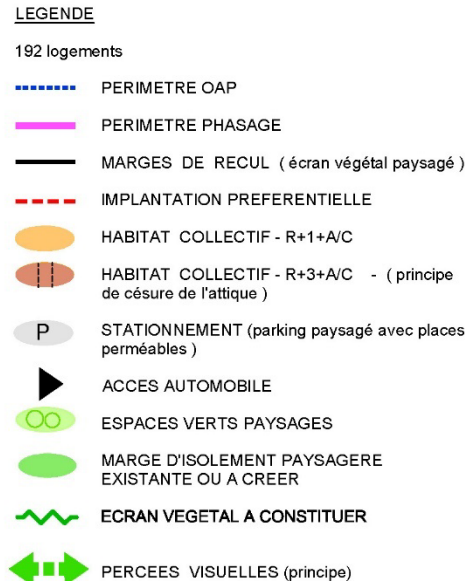 LEGENDE
192 logements
PERIMETRE OAP
PERIMETRE PHASAGE
MARGES DE RECUL ( écran végétal paysagé )
IMPLANTATION PREFERENTIELLE
HABITAT COLLECTIF - R+1+A/C
HABITAT COLLECTIF - R+3+A/C - ( principe
de césure de l'attique )
P
STATIONNEMENT (parking paysagé avec places
perméables )
ACCES AUTOMOBILE
ESPACES VERTS PAYSAGES
MARGE D'ISOLEMENT PAYSAGERE
EXISTANTE OU A CREER
ECRAN VEGETAL A CONSTITUER
PERCEES VISUELLES (principe)